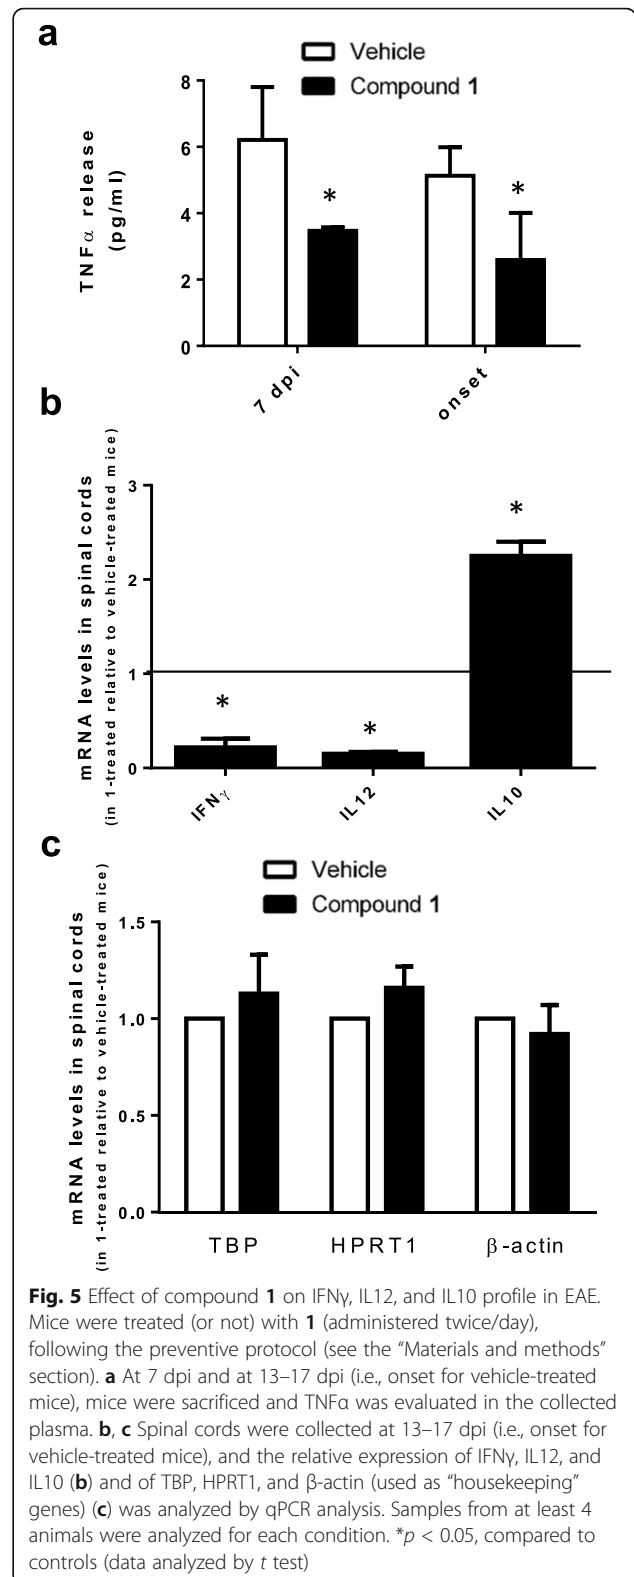 a
Vehicle
Compound 1
TNFα release
(pg/ml)
8
6
4
2
0
*
*
7 dpi
onset
b
mRNA levels in spinal cords
(in 1-treated relative to vehicle-treated mice)
3
2
1
0
*
*
*
IFNγ
IL12
IL10
c
Vehicle
Compound 1
mRNA levels in spinal cords
(in 1-treated relative to vehicle-treated mice)
1.5
1.0
0.5
0.0
TBP
HPRT1
β-actin
Fig. 5 Effect of compound 1 on IFNγ, IL12, and IL10 profile in EAE.
Mice were treated (or not) with 1 (administered twice/day),
following the preventive protocol (see the “Materials and methods”
section). a At 7 dpi and at 13–17 dpi (i.e., onset for vehicle-treated
mice), mice were sacrificed and TNFα was evaluated in the collected
plasma. b, c Spinal cords were collected at 13–17 dpi (i.e., onset for
vehicle-treated mice), and the relative expression of IFNγ, IL12, and
IL10 (b) and of TBP, HPRT1, and β-actin (used as “housekeeping”
genes) (c) was analyzed by qPCR analysis. Samples from at least 4
animals were analyzed for each condition. *p < 0.05, compared to
controls (data analyzed by t test)